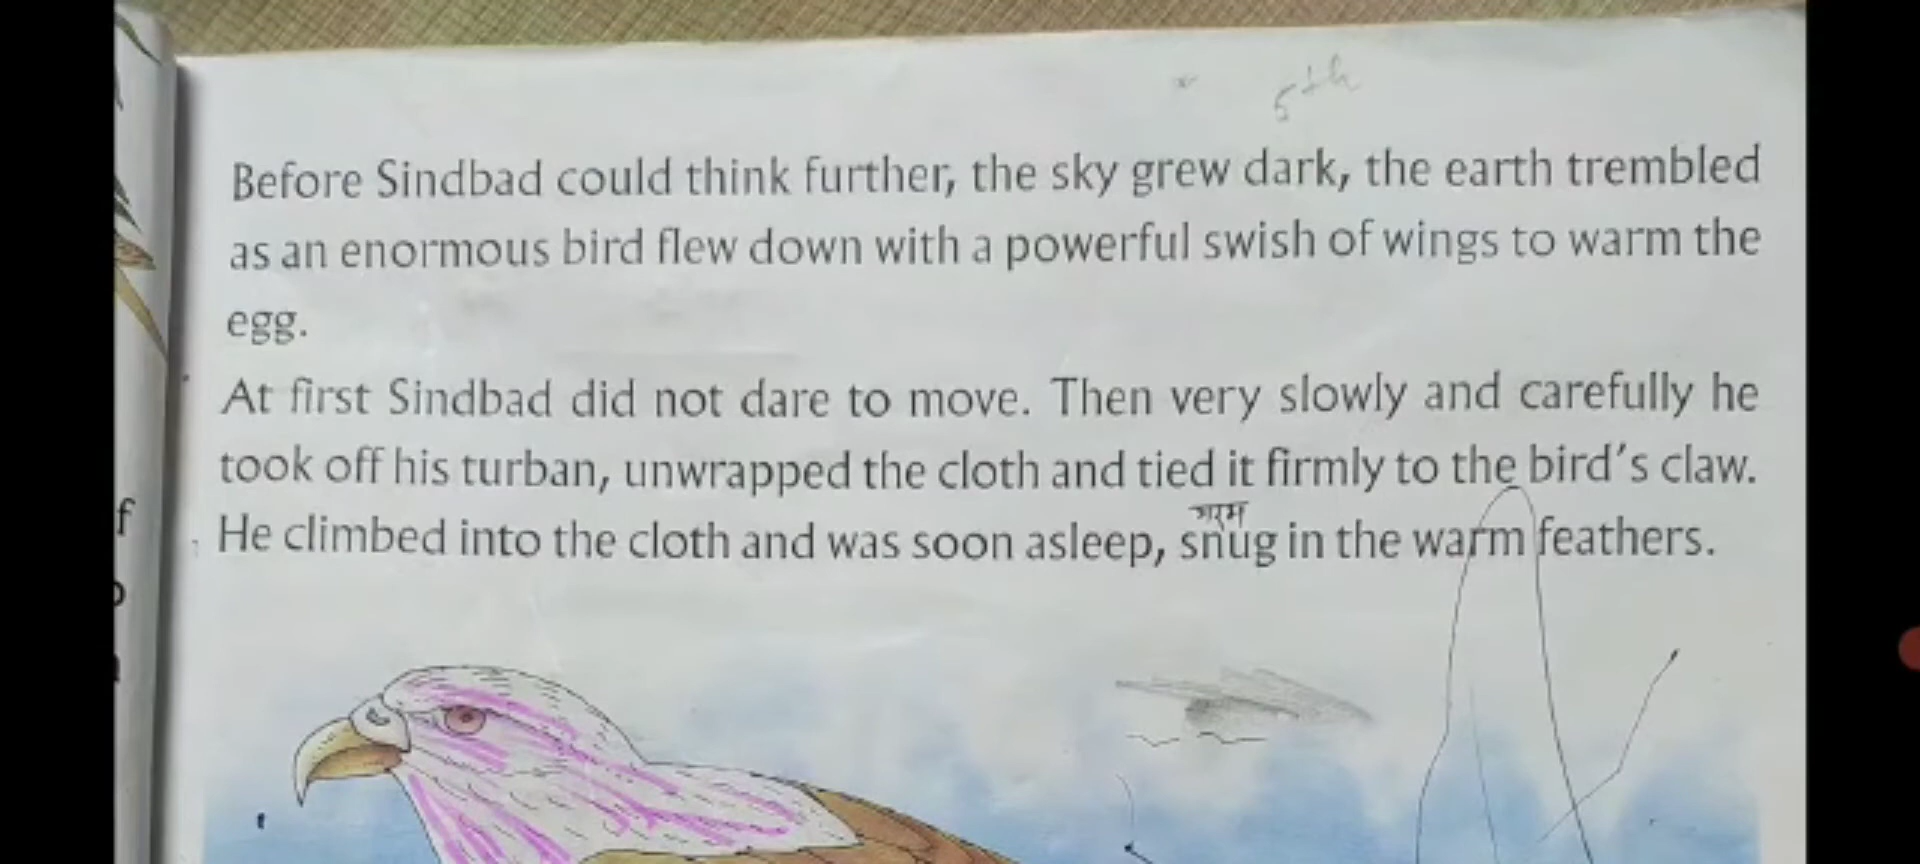 5th
Before Sindbad could think further, the sky grew dark, the earth trembled
as an enormous bird flew down with a powerful swish of wings to warm the
egg.
At first Sindbad did not dare to move. Then very slowly and carefully he
took off his turban, unwrapped the cloth and tied it firmly to the bird's claw.
गरम
He climbed into the cloth and was soon asleep, snug in the warm feathers.